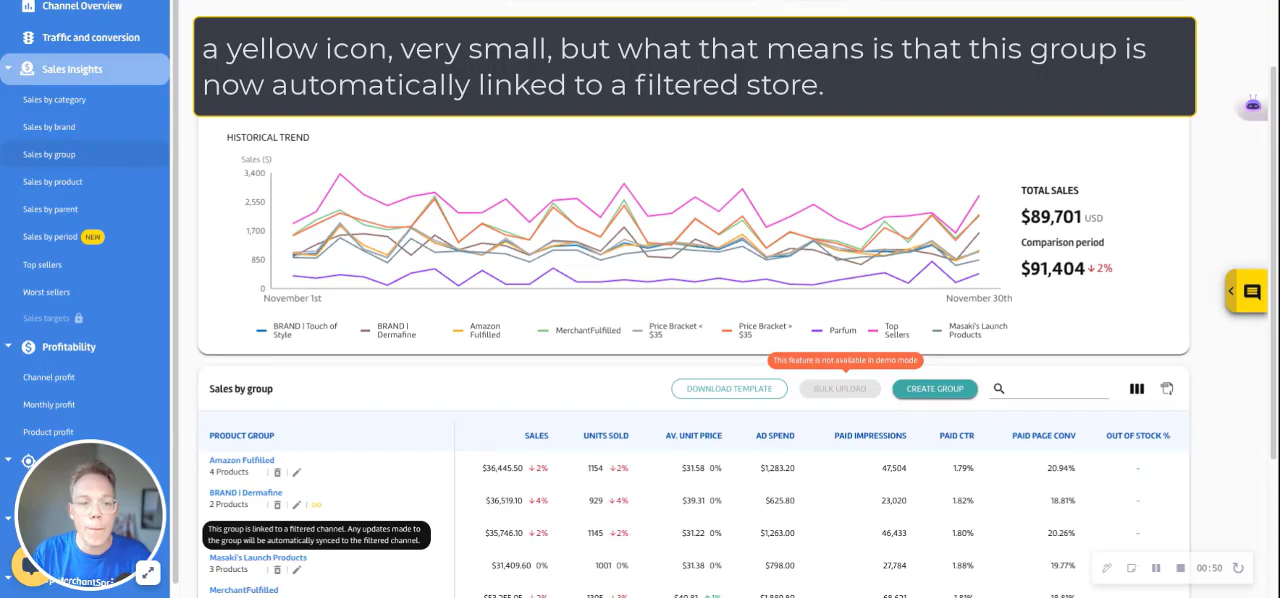 Channel Overview
Traffic and conversion
Sales Insights
Sales by category
Sales by brand
Sales by group
Sales by product
Sales by parent
Sales by period NEW
Top sellers
Worst sellers
Sales targets
Profitability
Channel profit
Monthly profit
Product profit
a yellow icon, very small, but what that means is that this group is
now automatically linked to a filtered store.
HISTORICAL TREND
Sales ($)
3,400
2,550
1,700
850
0
November 1st
November 30th
TOTAL SALES
$89,701 USD
Comparison period
$91,404 2%
BRAND | Touch of
Style
BRAND |
Dermafine
Amazon
Fulfilled
MerchantFulfilled
Price Bracket <
$35
Price Bracket >
$35
Parfum
Top
Sellers
Masaki's Launch
Products
This feature is not available in demo mode
Sales by group
DOWNLOAD TEMPLATE
BULK UPLOAD
CREATE GROUP
PRODUCT GROUP SALES UNITS SOLD AV. UNIT PRICE AD SPEND PAID IMPRESSIONS PAID CTR PAID PAGE CONV OUT OF STOCK %
Amazon Fulfilled
4 Products
$36,445.50 2% 1154 2% $31.58 0% $1,283.20 47,504 1.79% 20.94% -
BRAND | Dermafine
2 Products
$36,519.10 4% 929 4% $39.31 0% $625.80 23,020 1.82% 18.81% -
This group is linked to a filtered channel. Any updates made to
the group will be automatically synced to the filtered channel.
$35,746.10 2% 1145 2% $31.22 0% $1,263.00 46,433 1.80% 20.26% -
Masaki's Launch Products
3 Products
$31,409.60 0% 1001 0% $31.38 0% $798.00 27,784 1.88% 19.77% -
MerchantFulfilled
00:50